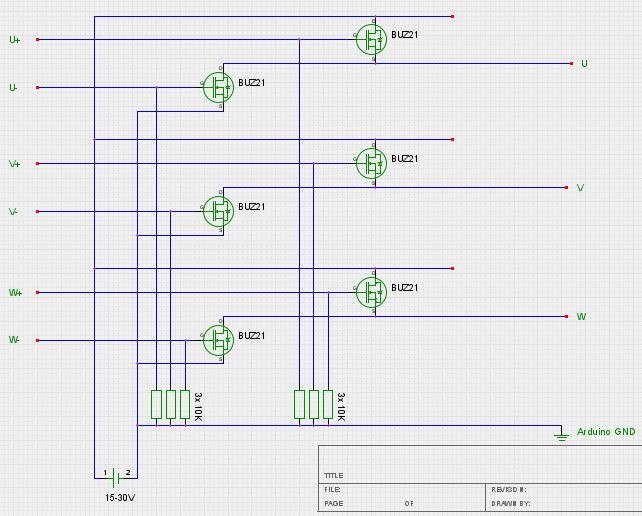 D
BUZ21
U+
G
S
U
D
U-
G
BUZ21
S
D
BUZ21
V+
G
S
V
D
V-
G
BUZ21
S
D
W+
G
BUZ21
S
W
D
W-
G
BUZ21
S
3x 10K
3x 10K
Arduino GND
1 2
15-30V
TITLE
FILE:
REVISION:
PAGE OF
DRAWN BY: